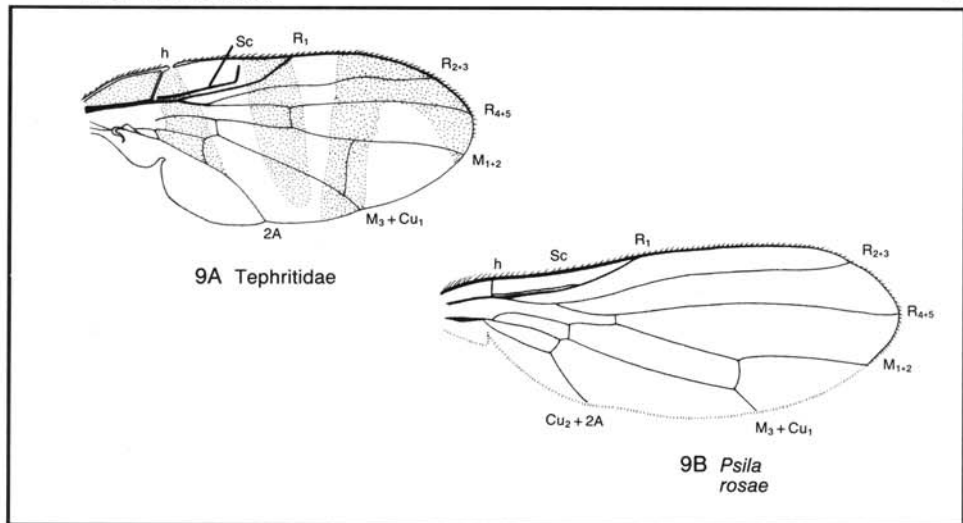 h
Sc
R₁
R₂₊₃
R₄₊₅
M₁₊₂
M₃ + Cu₁
2A
9A Tephritidae
h
Sc
R₁
R₂₊₃
R₄₊₅
M₁₊₂
M₃ + Cu₁
Cu₂ + 2A
9B Psila
rosae